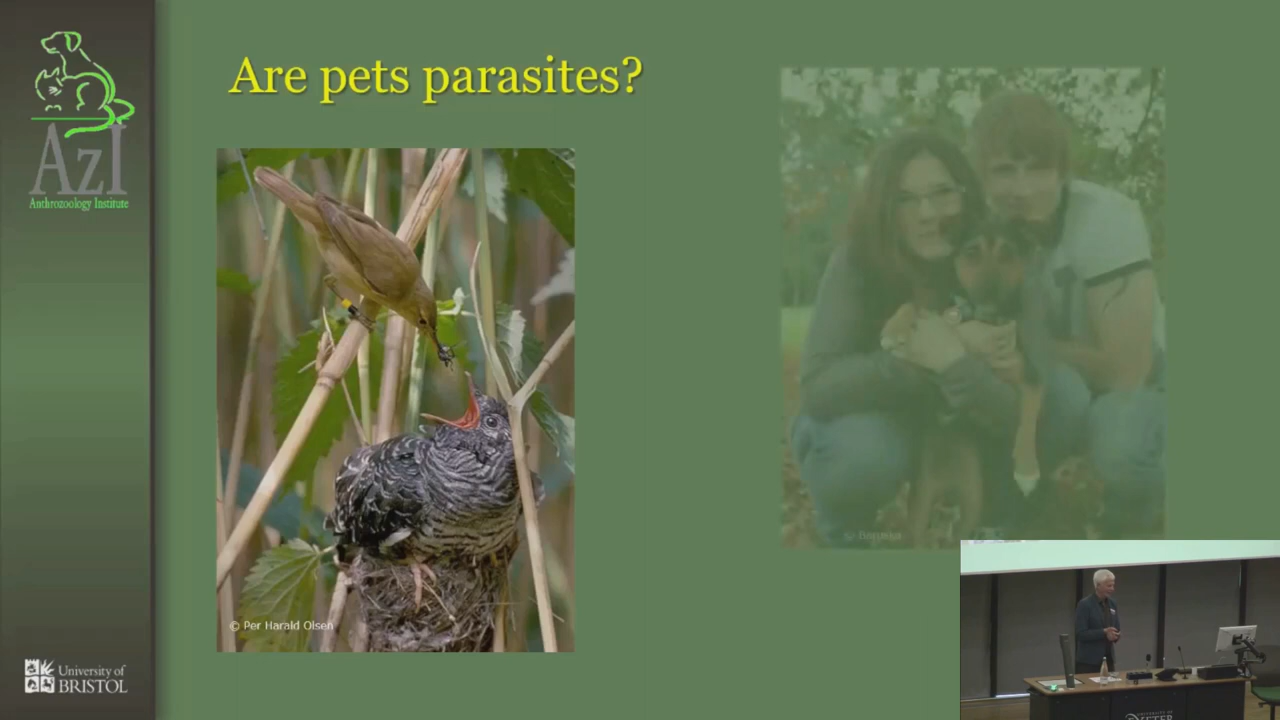 Are pets parasites?
AzI
Anthrozoology Institute
© Per Harald Olsen
University of
BRISTOL